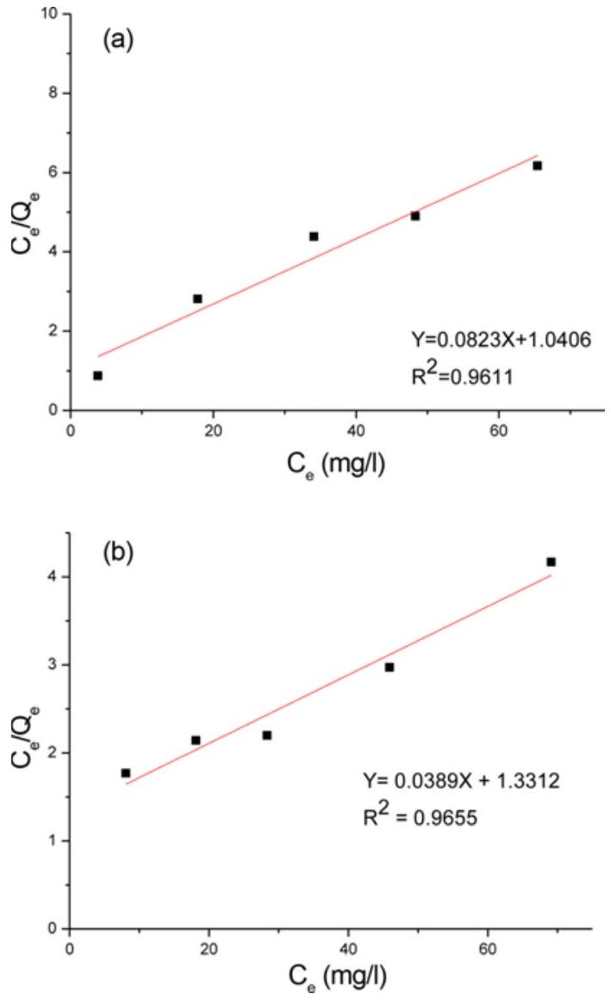 (a)
10
8
6
4
2
0
C_e/Q_e
Y=0.0823X+1.0406
R^2=0.9611
0 20 40 60
C_e (mg/l)
(b)
4
3
2
1
0
C_e/Q_e
Y= 0.0389X + 1.3312
R^2 = 0.9655
0 20 40 60
C_e (mg/l)